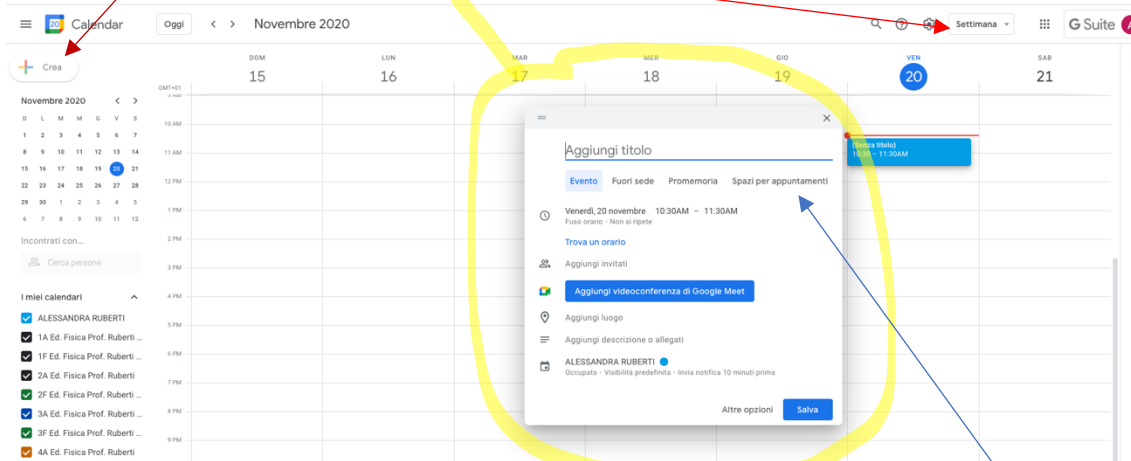 20 Calendar Oggi Novembre 2020 Settimana G Suite
Crea
DOM LUN MAR MER GIO VEN SAB
15 16 17 18 19 20 21
GMT+01
Novembre 2020
D L M M G V S
1 2 3 4 5 6 7
8 9 10 11 12 13 14
15 16 17 18 19 20 21
22 23 24 25 26 27 28
29 30 1 2 3 4 5
6 7 8 9 10 11 12
Incontrati con...
Cerca persone
I miei calendari
ALESSANDRA RUBERTI
1A Ed. Fisica Prof. Ruberti ...
1F Ed. Fisica Prof. Ruberti ...
2A Ed. Fisica Prof. Ruberti
2F Ed. Fisica Prof. Ruberti ...
3A Ed. Fisica Prof. Ruberti ...
3F Ed. Fisica Prof. Ruberti ...
4A Ed. Fisica Prof. Ruberti
10 AM
11 AM
12 PM
1 PM
2 PM
3 PM
4 PM
5 PM
6 PM
7 PM
8 PM
9 PM
Aggiungi titolo
Evento Fuori sede Promemoria Spazi per appuntamenti
Venerdì, 20 novembre 10:30AM – 11:30AM
Fuso orario - Non si ripete
Trova un orario
Aggiungi invitati
Aggiungi videoconferenza di Google Meet
Aggiungi luogo
Aggiungi descrizione o allegati
ALESSANDRA RUBERTI
Occupato - Visibilità predefinita - Invia notifica 10 minuti prima
Altre opzioni Salva
(Senza titolo)
10:30 – 11:30AM